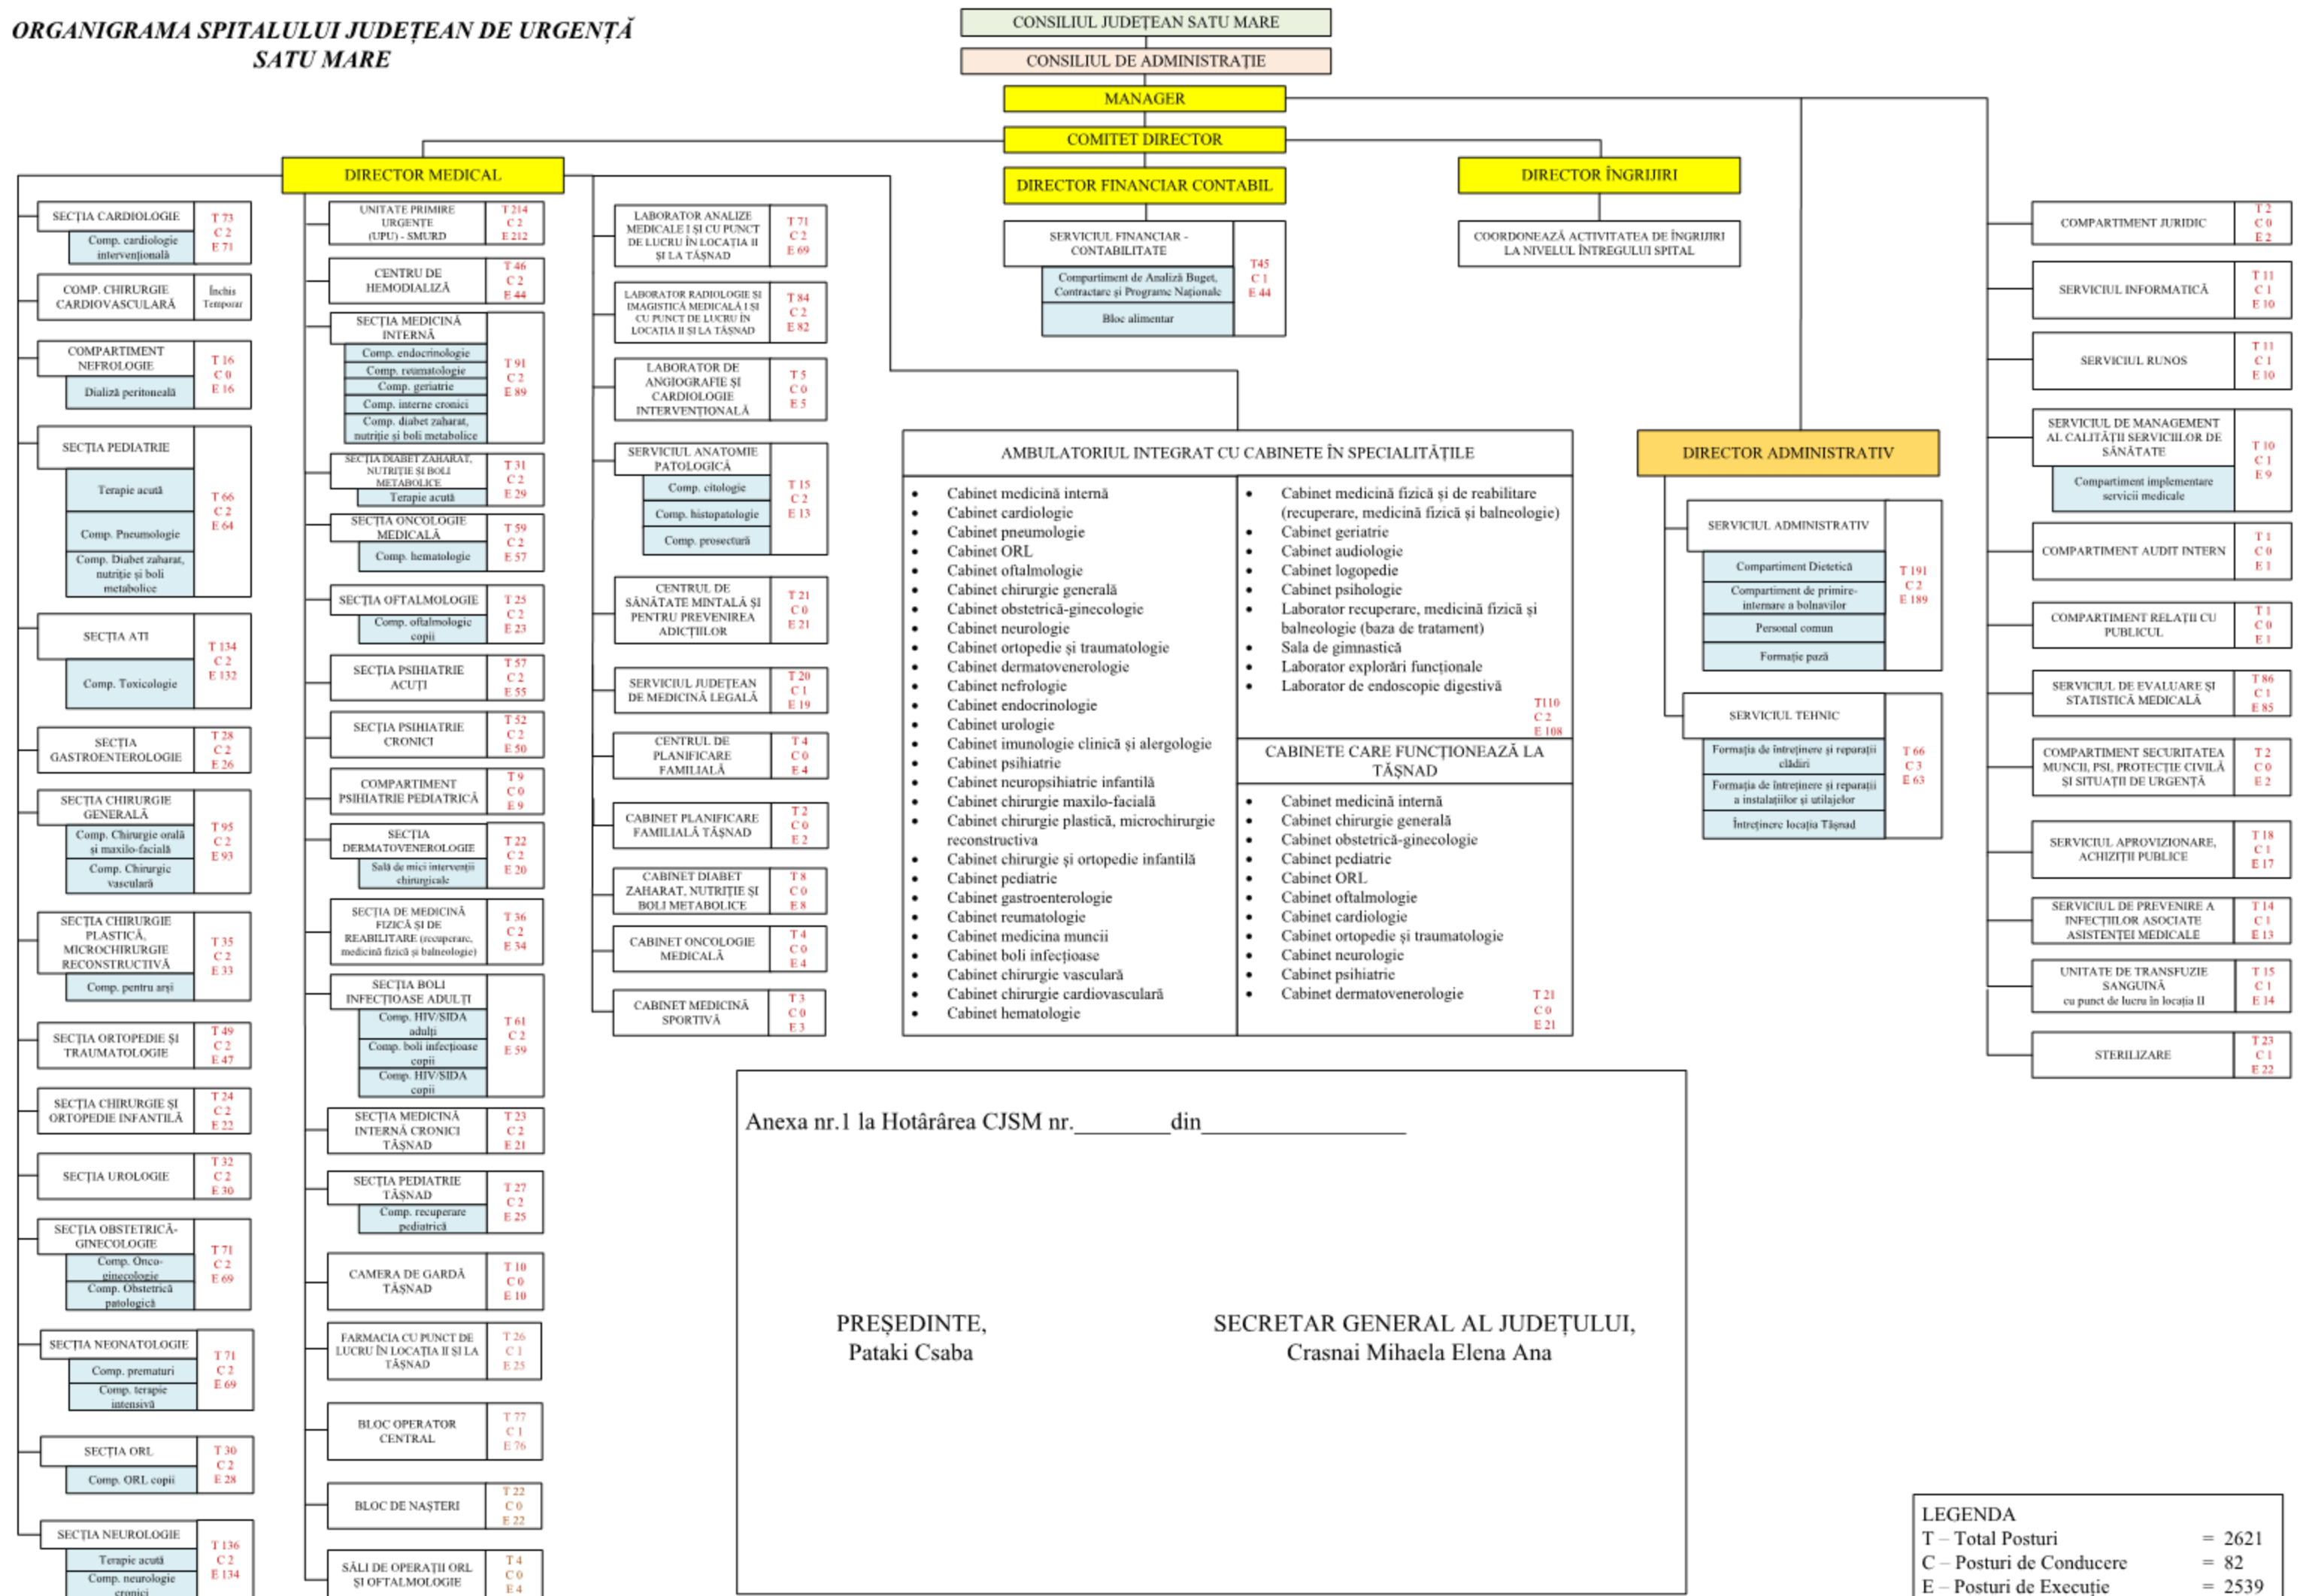 ORGANIGRAMA SPITALULUI JUDEȚEAN DE URGENȚĂ
SATU MARE
CONSILIUL JUDEȚEAN SATU MARE
CONSILIUL DE ADMINISTRAȚIE
MANAGER
COMITET DIRECTOR
DIRECTOR MEDICAL
DIRECTOR FINANCIAR CONTABIL
DIRECTOR ÎNGRIJIRI
SECȚIA CARDIOLOGIE
Comp. cardiologie
intervențională
T 73
C 2
E 71
COMP. CHIRURGIE
CARDIOVASCULARĂ
Închis
Temporar
COMPARTIMENT
NEFROLOGIE
Dializă peritoneală
T 16
C 0
E 16
SECȚIA PEDIATRIE
Terapie acută
Comp. Pneumologie
Comp. Diabet zaharat,
nutriție și boli
metabolice
T 66
C 2
E 64
SECȚIA ATI
Comp. Toxicologie
T 134
C 2
E 132
SECȚIA
GASTROENTEROLOGIE
T 28
C 2
E 26
SECȚIA CHIRURGIE
GENERALĂ
Comp. Chirurgie orală
și maxilo-facială
Comp. Chirurgie
vasculară
T 95
C 2
E 93
SECȚIA CHIRURGIE
PLASTICĂ,
MICROCHIRURGIE
RECONSTRUCTIVĂ
Comp. pentru arși
T 35
C 2
E 33
SECȚIA ORTOPEDIE ȘI
TRAUMATOLOGIE
T 49
C 2
E 47
SECȚIA CHIRURGIE ȘI
ORTOPEDIE INFANTILĂ
T 24
C 2
E 22
SECȚIA UROLOGIE
T 32
C 2
E 30
SECȚIA OBSTETRICĂ-
GINECOLOGIE
Comp. Onco-
ginecologie
Comp. Obstetrică
patologică
T 71
C 2
E 69
SECȚIA NEONATOLOGIE
Comp. prematuri
Comp. terapie
intensivă
T 71
C 2
E 69
SECȚIA ORL
Comp. ORL copii
T 30
C 2
E 28
SECȚIA NEUROLOGIE
Terapie acută
Comp. neurologie
cronici
T 136
C 2
E 134
UNITATE PRIMIRE
URGENȚE
(UPU) - SMURD
T 214
C 2
E 212
CENTRU DE
HEMODIALIZĂ
T 46
C 2
E 44
SECȚIA MEDICINĂ
INTERNĂ
Comp. endocrinologie
Comp. reumatologie
Comp. geriatrie
Comp. interne cronici
Comp. diabet zaharat,
nutriție și boli metabolice
T 91
C 2
E 89
SECȚIA DIABET ZAHARAT,
NUTRIȚIE ȘI BOLI
METABOLICE
Terapie acută
T 31
C 2
E 29
SECȚIA ONCOLOGIE
MEDICALĂ
Comp. hematologie
T 59
C 2
E 57
SECȚIA OFTALMOLOGIE
Comp. oftalmologic
copii
T 25
C 2
E 23
SECȚIA PSIHIATRIE
ACUȚI
T 57
C 2
E 55
SECȚIA PSIHIATRIE
CRONICI
T 52
C 2
E 50
COMPARTIMENT
PSIHIATRIE PEDIATRICĂ
T 9
C 0
E 9
SECȚIA
DERMATOVENEROLOGIE
Sală de mici intervenții
chirurgicale
T 22
C 2
E 20
SECȚIA DE MEDICINĂ
FIZICĂ ȘI DE
REABILITARE (recuperare,
medicină fizică și balneologie)
T 36
C 2
E 34
SECȚIA BOLI
INFECȚIOASE ADULȚI
Comp. HIV/SIDA
adulți
Comp. boli infecțioase
copii
Comp. HIV/SIDA
copii
T 61
C 2
E 59
SECȚIA MEDICINĂ
INTERNĂ CRONICI
TĂȘNAD
T 23
C 2
E 21
SECȚIA PEDIATRIE
TĂȘNAD
Comp. recuperare
pediatrică
T 27
C 2
E 25
CAMERA DE GARDĂ
TĂȘNAD
T 10
C 0
E 10
FARMACIA CU PUNCT DE
LUCRU ÎN LOCAȚIA II ȘI LA
TĂȘNAD
T 26
C 1
E 25
BLOC OPERATOR
CENTRAL
T 77
C 1
E 76
BLOC DE NAȘTERI
T 22
C 0
E 22
SĂLI DE OPERAȚII ORL
ȘI OFTALMOLOGIE
T 4
C 0
E 4
LABORATOR ANALIZE
MEDICALE I ȘI CU PUNCT
DE LUCRU ÎN LOCAȚIA II
ȘI LA TĂȘNAD
T 71
C 2
E 69
LABORATOR RADIOLOGIE ȘI
IMAGISTICĂ MEDICALĂ I ȘI
CU PUNCT DE LUCRU ÎN
LOCAȚIA II ȘI LA TĂȘNAD
T 84
C 2
E 82
LABORATOR DE
ANGIOGRAFIE ȘI
CARDIOLOGIE
INTERVENȚIONALĂ
T 5
C 0
E 5
SERVICIUL ANATOMIE
PATOLOGICĂ
Comp. citologie
Comp. histopatologie
Comp. prosectură
T 15
C 2
E 13
CENTRUL DE
SĂNĂTATE MINTALĂ ȘI
PENTRU PREVENIREA
ADICȚIILOR
T 21
C 0
E 21
SERVICIUL JUDEȚEAN
DE MEDICINĂ LEGALĂ
T 20
C 1
E 19
CENTRUL DE
PLANIFICARE
FAMILIALĂ
T 4
C 0
E 4
CABINET PLANIFICARE
FAMILIALĂ TĂȘNAD
T 2
C 0
E 2
CABINET DIABET
ZAHARAT, NUTRIȚIE ȘI
BOLI METABOLICE
T 8
C 0
E 8
CABINET ONCOLOGIE
MEDICALĂ
T 4
C 0
E 4
CABINET MEDICINĂ
SPORTIVĂ
T 3
C 0
E 3
SERVICIUL FINANCIAR -
CONTABILITATE
Compartiment de Analiză Buget,
Contractare și Programe Naționale
Bloc alimentar
T45
C 1
E 44
COORDONEAZĂ ACTIVITATEA DE ÎNGRIJIRI
LA NIVELUL ÎNTREGULUI SPITAL
AMBULATORIUL INTEGRAT CU CABINETE ÎN SPECIALITĂȚILE
• Cabinet medicină internă
• Cabinet cardiologie
• Cabinet pneumologie
• Cabinet ORL
• Cabinet oftalmologie
• Cabinet chirurgie generală
• Cabinet obstetrică-ginecologie
• Cabinet neurologie
• Cabinet ortopedie și traumatologie
• Cabinet dermatovenerologie
• Cabinet nefrologie
• Cabinet endocrinologie
• Cabinet urologie
• Cabinet imunologie clinică și alergologie
• Cabinet psihiatrie
• Cabinet neuropsihiatrie infantilă
• Cabinet chirurgie maxilo-facială
• Cabinet chirurgie plastică, microchirurgie
reconstructiva
• Cabinet chirurgie și ortopedie infantilă
• Cabinet pediatrie
• Cabinet gastroenterologie
• Cabinet reumatologie
• Cabinet medicina muncii
• Cabinet boli infecțioase
• Cabinet chirurgie vasculară
• Cabinet chirurgie cardiovasculară
• Cabinet hematologie
• Cabinet medicină fizică și de reabilitare
(recuperare, medicină fizică și balneologie)
• Cabinet geriatrie
• Cabinet audiologie
• Cabinet logopedie
• Cabinet psihologie
• Laborator recuperare, medicină fizică și
balneologie (baza de tratament)
• Sala de gimnastică
• Laborator explorări funcționale
• Laborator de endoscopie digestivă
T110
C 2
E 108
CABINETE CARE FUNCȚIONEAZĂ LA
TĂȘNAD
• Cabinet medicină internă
• Cabinet chirurgie generală
• Cabinet obstetrică-ginecologie
• Cabinet pediatrie
• Cabinet ORL
• Cabinet oftalmologie
• Cabinet cardiologie
• Cabinet ortopedie și traumatologie
• Cabinet neurologie
• Cabinet psihiatrie
• Cabinet dermatovenerologie
T 21
C 0
E 21
DIRECTOR ADMINISTRATIV
SERVICIUL ADMINISTRATIV
Compartiment Dietetică
Compartiment de primire-
internare a bolnavilor
Personal comun
Formație pază
T 191
C 2
E 189
SERVICIUL TEHNIC
Formația de întreținere și reparații
clădiri
Formația de întreținere și reparații
a instalațiilor și utilajelor
Întreținere locația Tășnad
T 66
C 3
E 63
COMPARTIMENT JURIDIC
T 2
C 0
E 2
SERVICIUL INFORMATICĂ
T 11
C 1
E 10
SERVICIUL RUNOS
T 11
C 1
E 10
SERVICIUL DE MANAGEMENT
AL CALITĂȚII SERVICIILOR DE
SĂNĂTATE
Compartiment implementare
servicii medicale
T 10
C 1
E 9
COMPARTIMENT AUDIT INTERN
T 1
C 0
E 1
COMPARTIMENT RELAȚII CU
PUBLICUL
T 1
C 0
E 1
SERVICIUL DE EVALUARE ȘI
STATISTICĂ MEDICALĂ
T 86
C 1
E 85
COMPARTIMENT SECURITATEA
MUNCII, PSI, PROTECȚIE CIVILĂ
ȘI SITUAȚII DE URGENȚĂ
T 2
C 0
E 2
SERVICIUL APROVIZIONARE,
ACHIZIȚII PUBLICE
T 18
C 1
E 17
SERVICIUL DE PREVENIRE A
INFECȚIILOR ASOCIATE
ASISTENȚEI MEDICALE
T 14
C 1
E 13
UNITATE DE TRANSFUZIE
SANGUINĂ
cu punct de lucru în locația II
T 15
C 1
E 14
STERILIZARE
T 23
C 1
E 22
Anexa nr.1 la Hotărârea CJSM nr.________din_________________
PREȘEDINTE,
Pataki Csaba
SECRETAR GENERAL AL JUDEȚULUI,
Crasnai Mihaela Elena Ana
LEGENDA
T – Total Posturi = 2621
C – Posturi de Conducere = 82
E – Posturi de Execuție = 2539